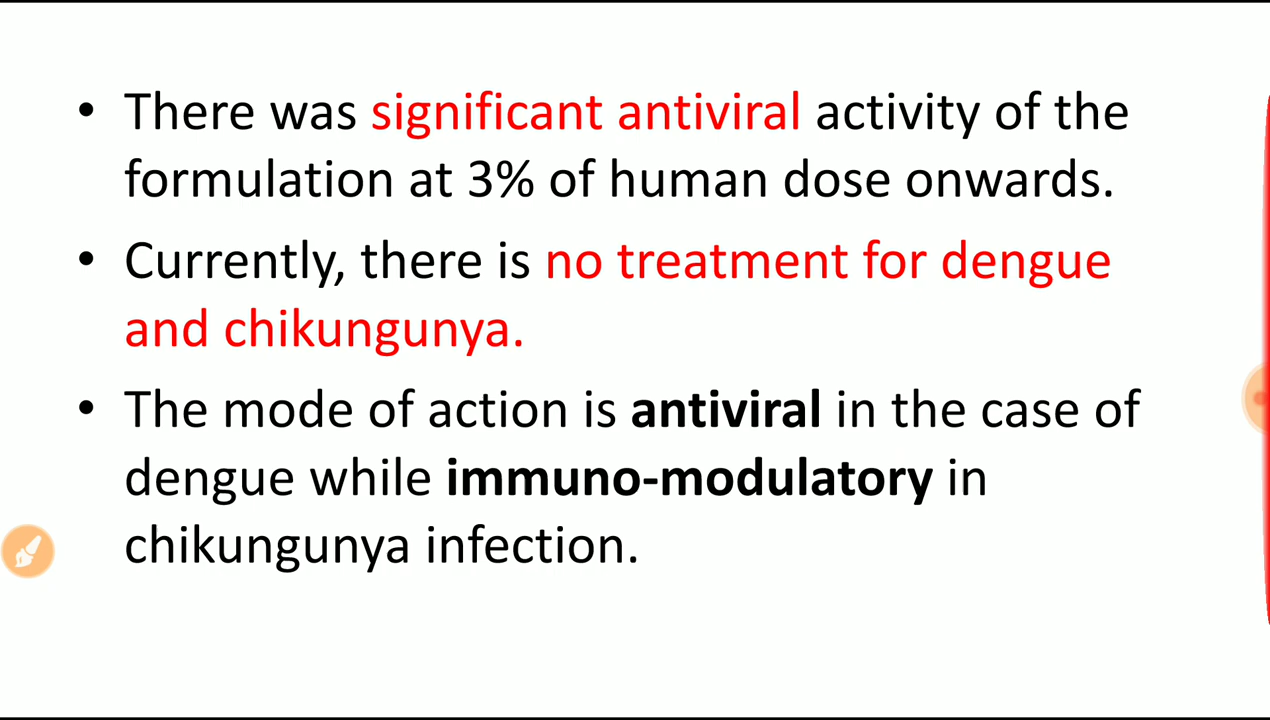 • There was significant antiviral activity of the
formulation at 3% of human dose onwards.
• Currently, there is no treatment for dengue
and chikungunya.
• The mode of action is antiviral in the case of
dengue while immuno-modulatory in
chikungunya infection.